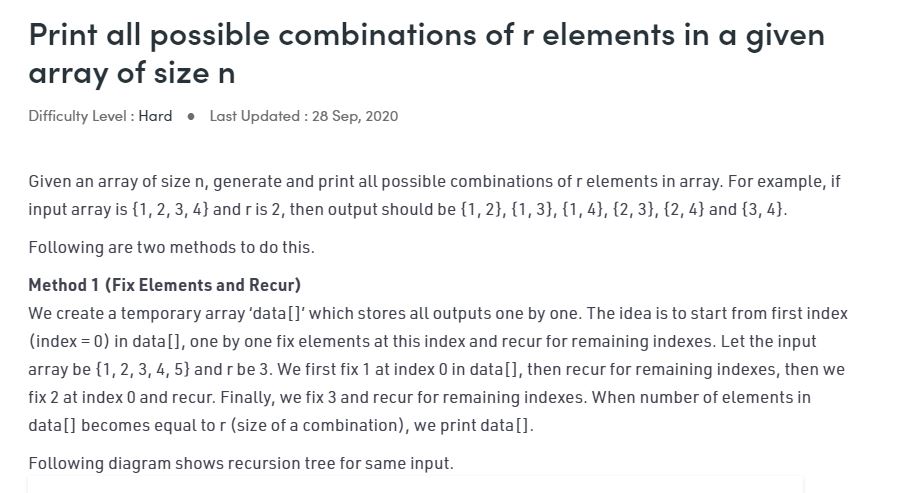 Print all possible combinations of r elements in a given
array of size n
Difficulty Level : Hard ● Last Updated : 28 Sep, 2020
Given an array of size n, generate and print all possible combinations of r elements in array. For example, if
input array is {1, 2, 3, 4} and r is 2, then output should be {1, 2}, {1, 3}, {1, 4}, {2, 3}, {2, 4} and {3, 4}.
Following are two methods to do this.
Method 1 (Fix Elements and Recur)
We create a temporary array ‘data[]’ which stores all outputs one by one. The idea is to start from first index
(index = 0) in data[], one by one fix elements at this index and recur for remaining indexes. Let the input
array be {1, 2, 3, 4, 5} and r be 3. We first fix 1 at index 0 in data[], then recur for remaining indexes, then we
fix 2 at index 0 and recur. Finally, we fix 3 and recur for remaining indexes. When number of elements in
data[] becomes equal to r (size of a combination), we print data[].
Following diagram shows recursion tree for same input.